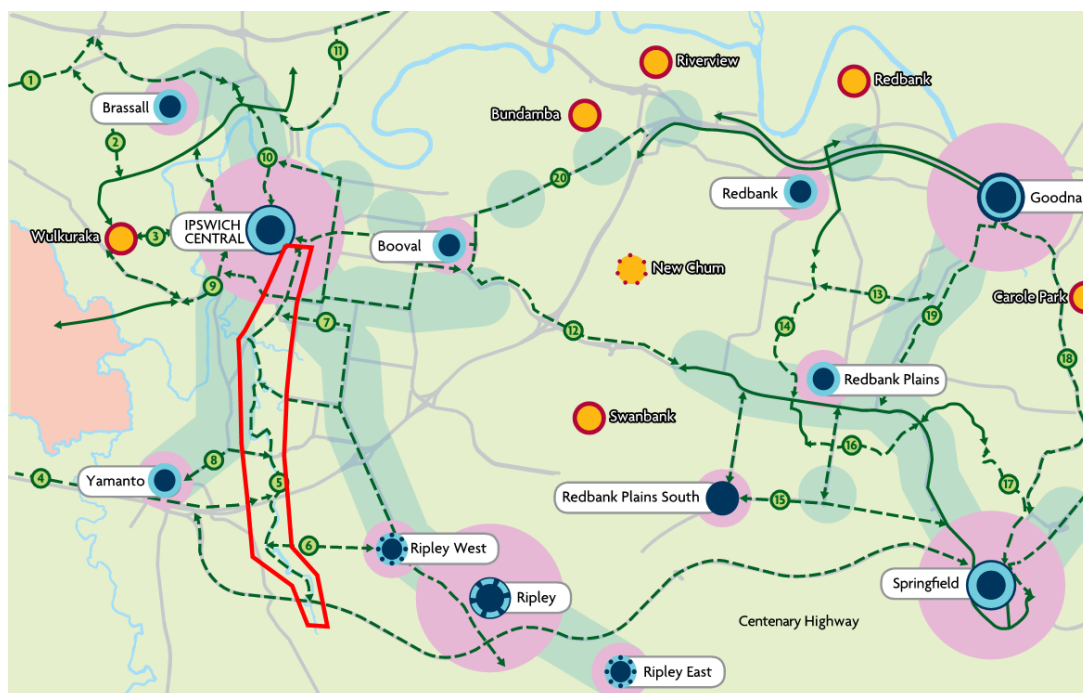 Riverview
11
Redbank
1
Brassall
Bundamba
2
10
20
Redbank
Goodna
IPSWICH
CENTRAL
Wulkuraka
3
Booval
New Chum
9
13
Carole Park
19
7
12
14
18
Redbank Plains
Swanbank
16
8
4
Yamanto
5
17
Redbank Plains South
15
6
Ripley West
Springfield
Ripley
Centenary Highway
Ripley East